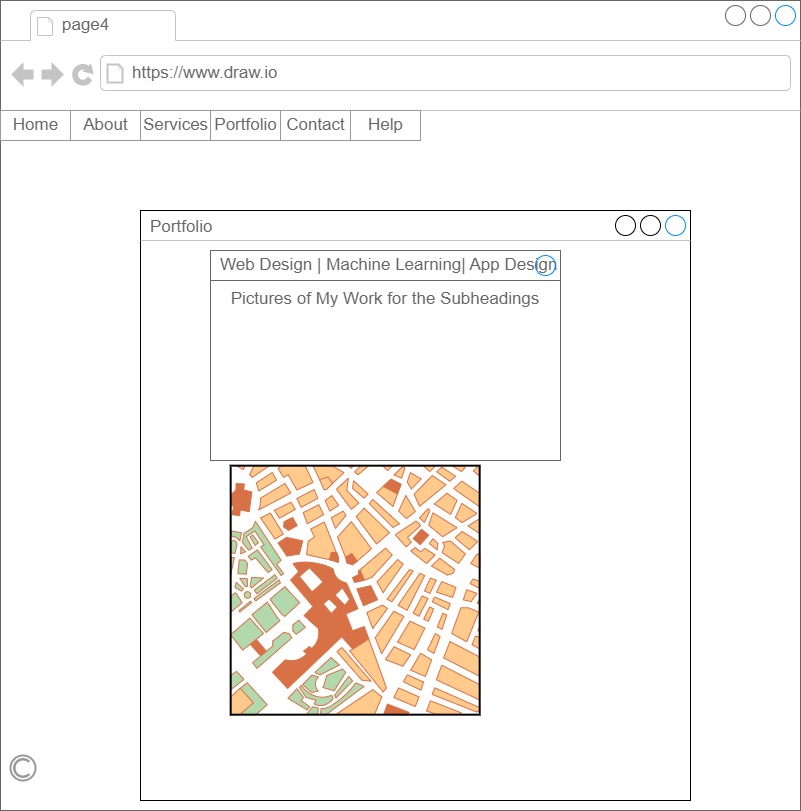 page4
https://www.draw.io
Home About Services Portfolio Contact Help
Portfolio
Web Design | Machine Learning| App Design
Pictures of My Work for the Subheadings
©